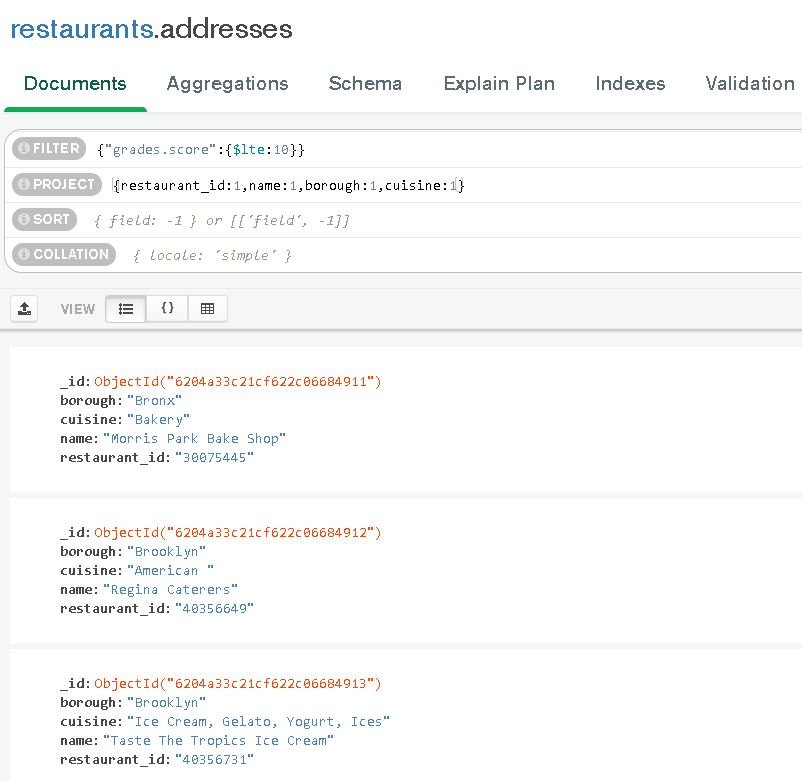 restaurants.addresses
Documents Aggregations Schema Explain Plan Indexes Validation
FILTER {"grades.score":{$lte:10}}
PROJECT {restaurant_id:1,name:1,borough:1,cuisine:1}
SORT { field: -1 } or [['field', -1]]
COLLATION { locale: 'simple' }
VIEW {}
_id: ObjectId("6204a33c21cf622c06684911")
borough: "Bronx"
cuisine: "Bakery"
name: "Morris Park Bake Shop"
restaurant_id: "30075445"
_id: ObjectId("6204a33c21cf622c06684912")
borough: "Brooklyn"
cuisine: "American "
name: "Regina Caterers"
restaurant_id: "40356649"
_id: ObjectId("6204a33c21cf622c06684913")
borough: "Brooklyn"
cuisine: "Ice Cream, Gelato, Yogurt, Ices"
name: "Taste The Tropics Ice Cream"
restaurant_id: "40356731"